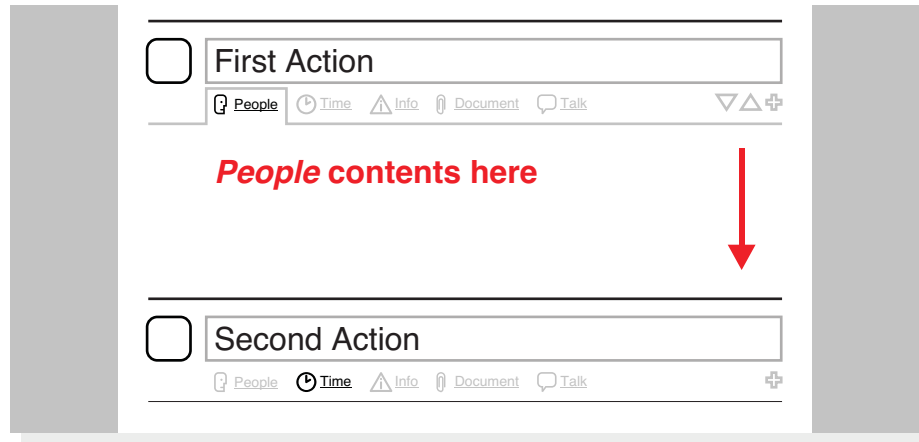 First Action
People Time Info Document Talk
People contents here
Second Action
People Time Info Document Talk